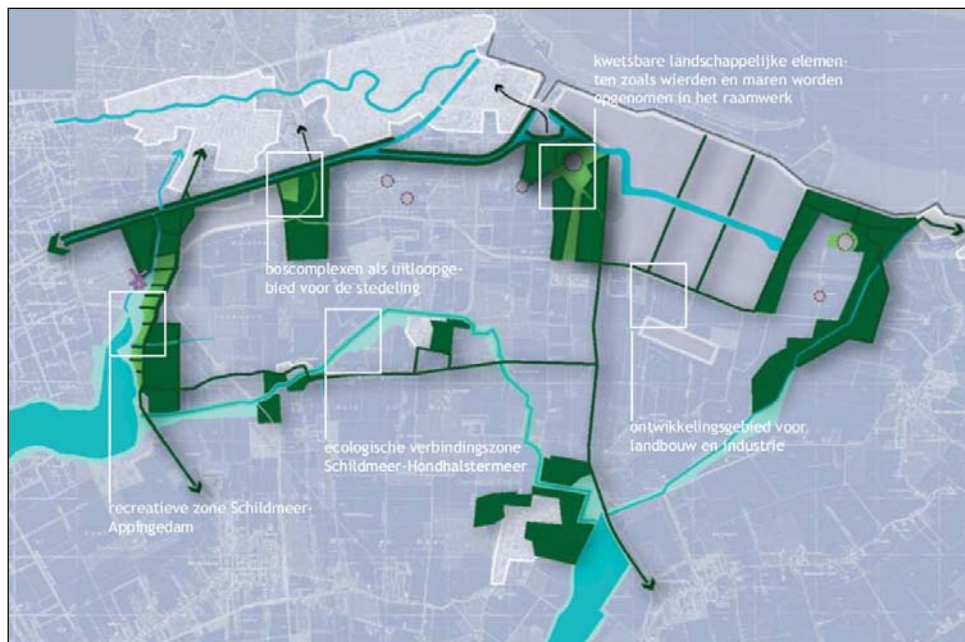 kwetsbare landschappelijke elemen-
ten zoals wierden en maren worden
opgenomen in het raamwerk
boscomplexen als uitloopge-
bied voor de stedeling
ecologische verbindingszone
Schildmeer-Hondhalstermeer
ontwikkelingsgebied voor
landbouw en industrie
recreatieve zone Schildmeer-
Appingedam